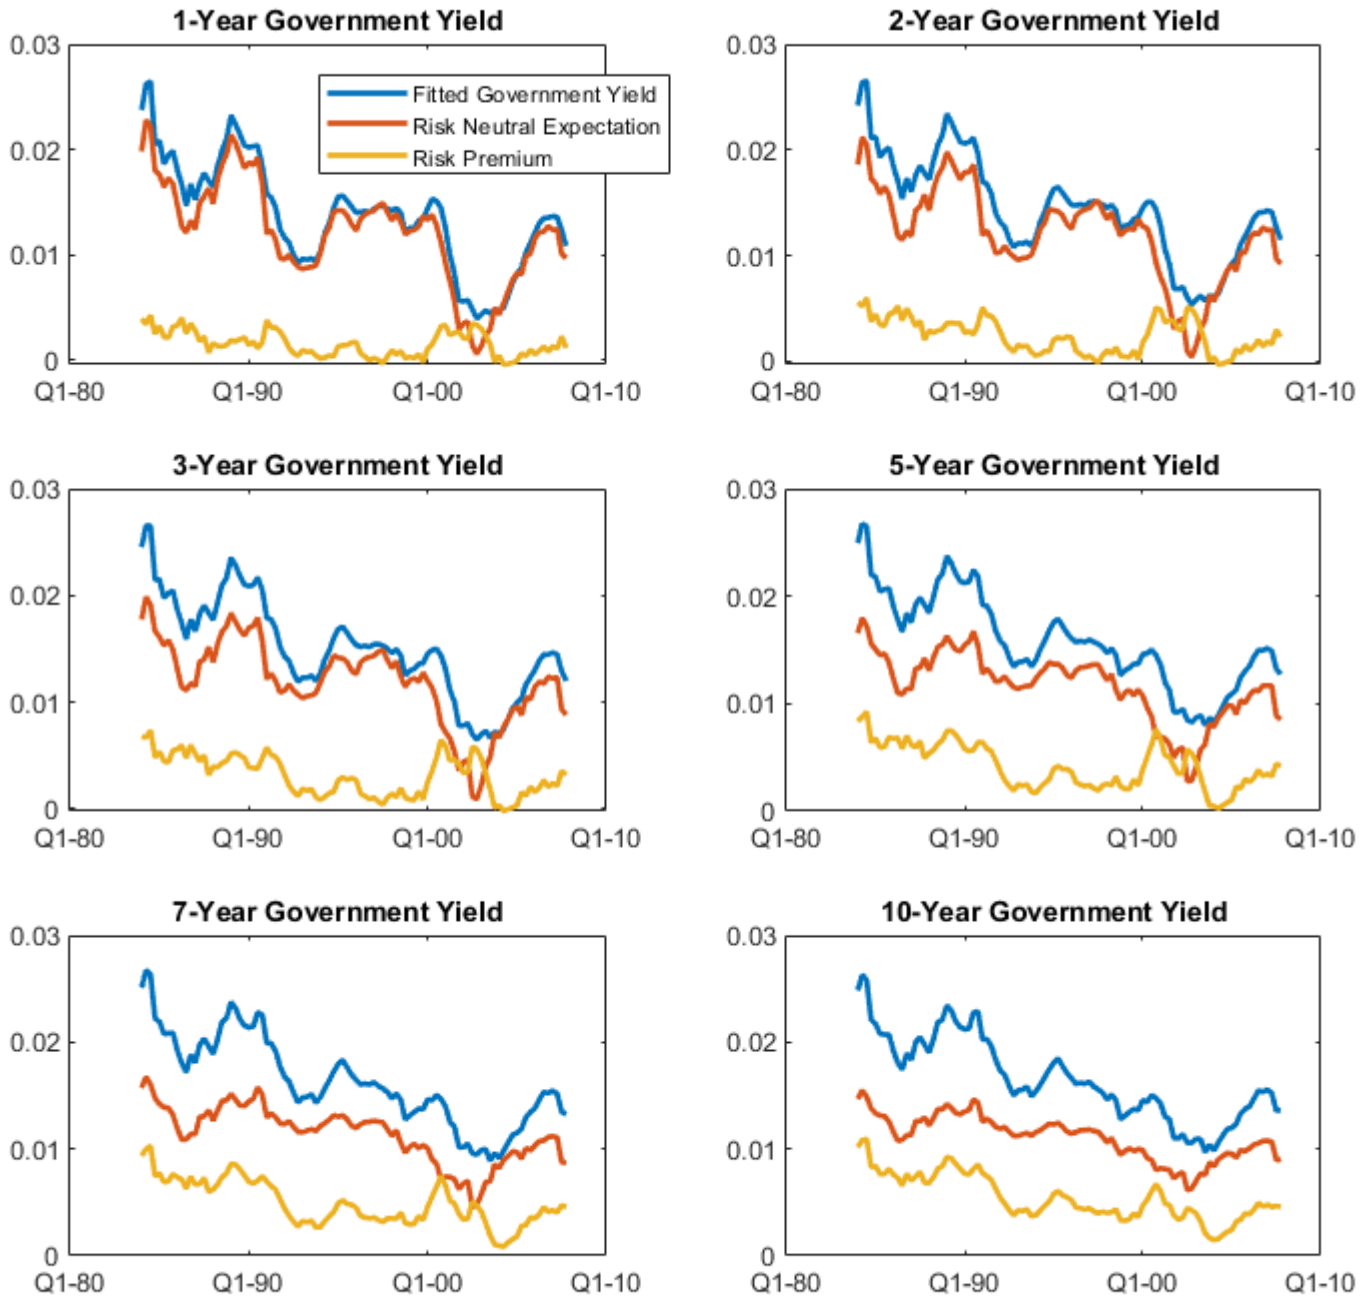 1-Year Government Yield
0.03
0.02
0.01
0
Q1-80 Q1-90 Q1-00 Q1-10
Fitted Government Yield
Risk Neutral Expectation
Risk Premium
2-Year Government Yield
0.03
0.02
0.01
0
Q1-80 Q1-90 Q1-00 Q1-10
3-Year Government Yield
0.03
0.02
0.01
0
Q1-80 Q1-90 Q1-00 Q1-10
5-Year Government Yield
0.03
0.02
0.01
0
Q1-80 Q1-90 Q1-00 Q1-10
7-Year Government Yield
0.03
0.02
0.01
0
Q1-80 Q1-90 Q1-00 Q1-10
10-Year Government Yield
0.03
0.02
0.01
0
Q1-80 Q1-90 Q1-00 Q1-10